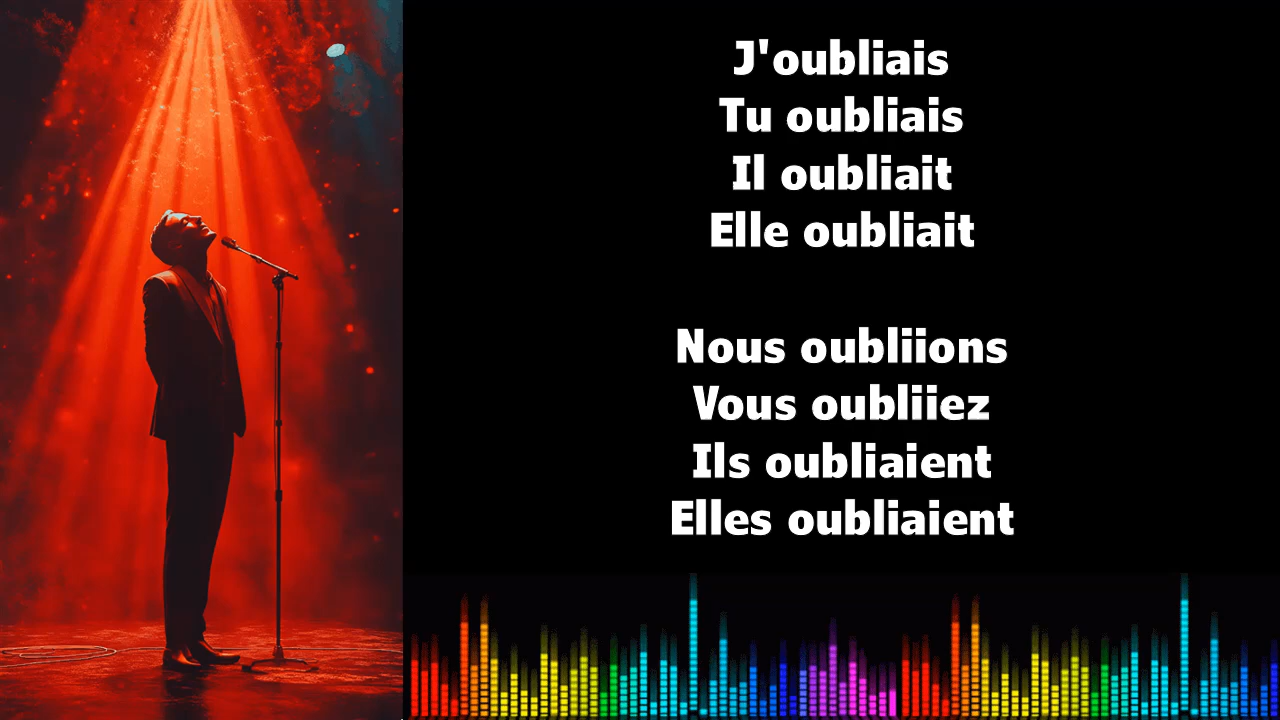 J'oubliais
Tu oubliais
Il oubliait
Elle oubliait
Nous oubliions
Vous oubliiez
Ils oubliaient
Elles oubliaient